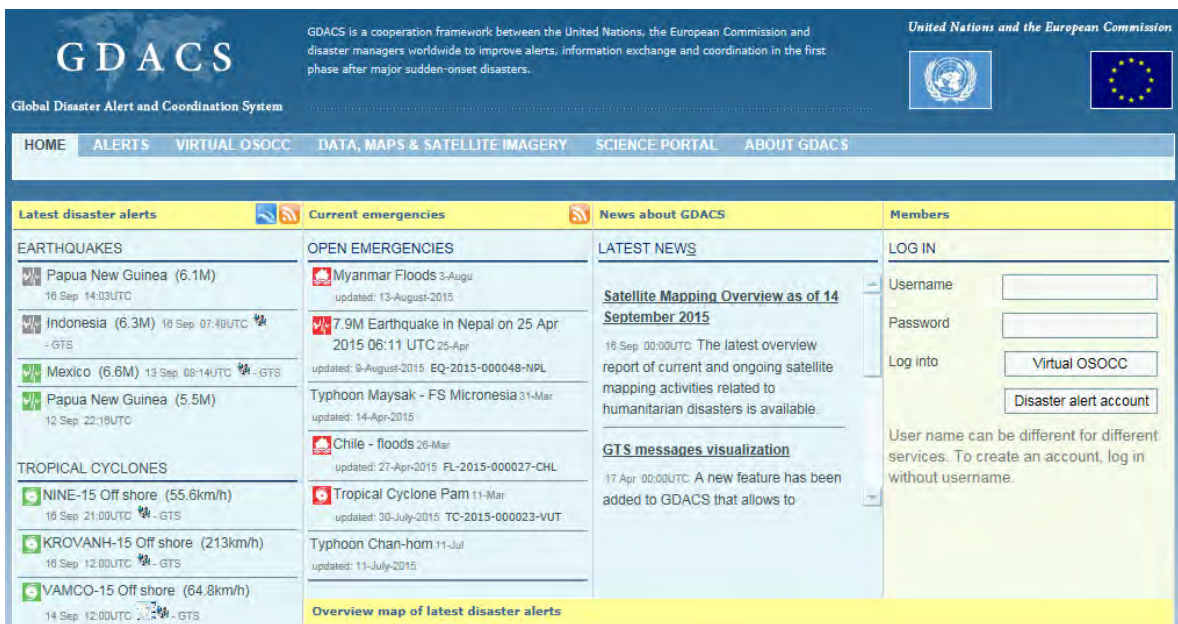 GDACS
Global Disaster Alert and Coordination System
GDACS is a cooperation framework between the United Nations, the European Commission and
disaster managers worldwide to improve alerts, information exchange and coordination in the first
phase after major sudden-onset disasters.
United Nations and the European Commission
HOME ALERTS VIRTUAL OSOCC DATA, MAPS & SATELLITE IMAGERY SCIENCE PORTAL ABOUT GDACS
Latest disaster alerts
EARTHQUAKES
Papua New Guinea (6.1M)
16 Sep 14:03UTC
Indonesia (6.3M) 16 Sep 07:40UTC
- GTS
Mexico (6.6M) 13 Sep 08:14UTC - GTS
Papua New Guinea (5.5M)
12 Sep 22:16UTC
TROPICAL CYCLONES
NINE-15 Off shore (55.6km/h)
16 Sep 21:00UTC - GTS
KROVANH-15 Off shore (213km/h)
16 Sep 12:00UTC - GTS
VAMCO-15 Off shore (64.8km/h)
14 Sep 12:00UTC - GTS
Current emergencies
OPEN EMERGENCIES
Myanmar Floods 3-Augu
updated: 13-August-2015
7.9M Earthquake in Nepal on 25 Apr
2015 06:11 UTC 25-Apr
updated: 9-August-2015 EQ-2015-000048-NPL
Typhoon Maysak - FS Micronesia 31-Mar
updated: 14-Apr-2015
Chile - floods 26-Mar
updated: 27-Apr-2015 FL-2015-000027-CHL
Tropical Cyclone Pam 11-Mar
updated: 30-July-2015 TC-2015-000023-VUT
Typhoon Chan-hom 11-Jul
updated: 11-July-2015
Overview map of latest disaster alerts
News about GDACS
LATEST NEWS
Satellite Mapping Overview as of 14
September 2015
16 Sep 00:00UTC The latest overview
report of current and ongoing satellite
mapping activities related to
humanitarian disasters is available.
GTS messages visualization
17 Apr 00:00UTC A new feature has been
added to GDACS that allows to
Members
LOG IN
Username
Password
Log into Virtual OSOCC
Disaster alert account
User name can be different for different
services. To create an account, log in
without username.